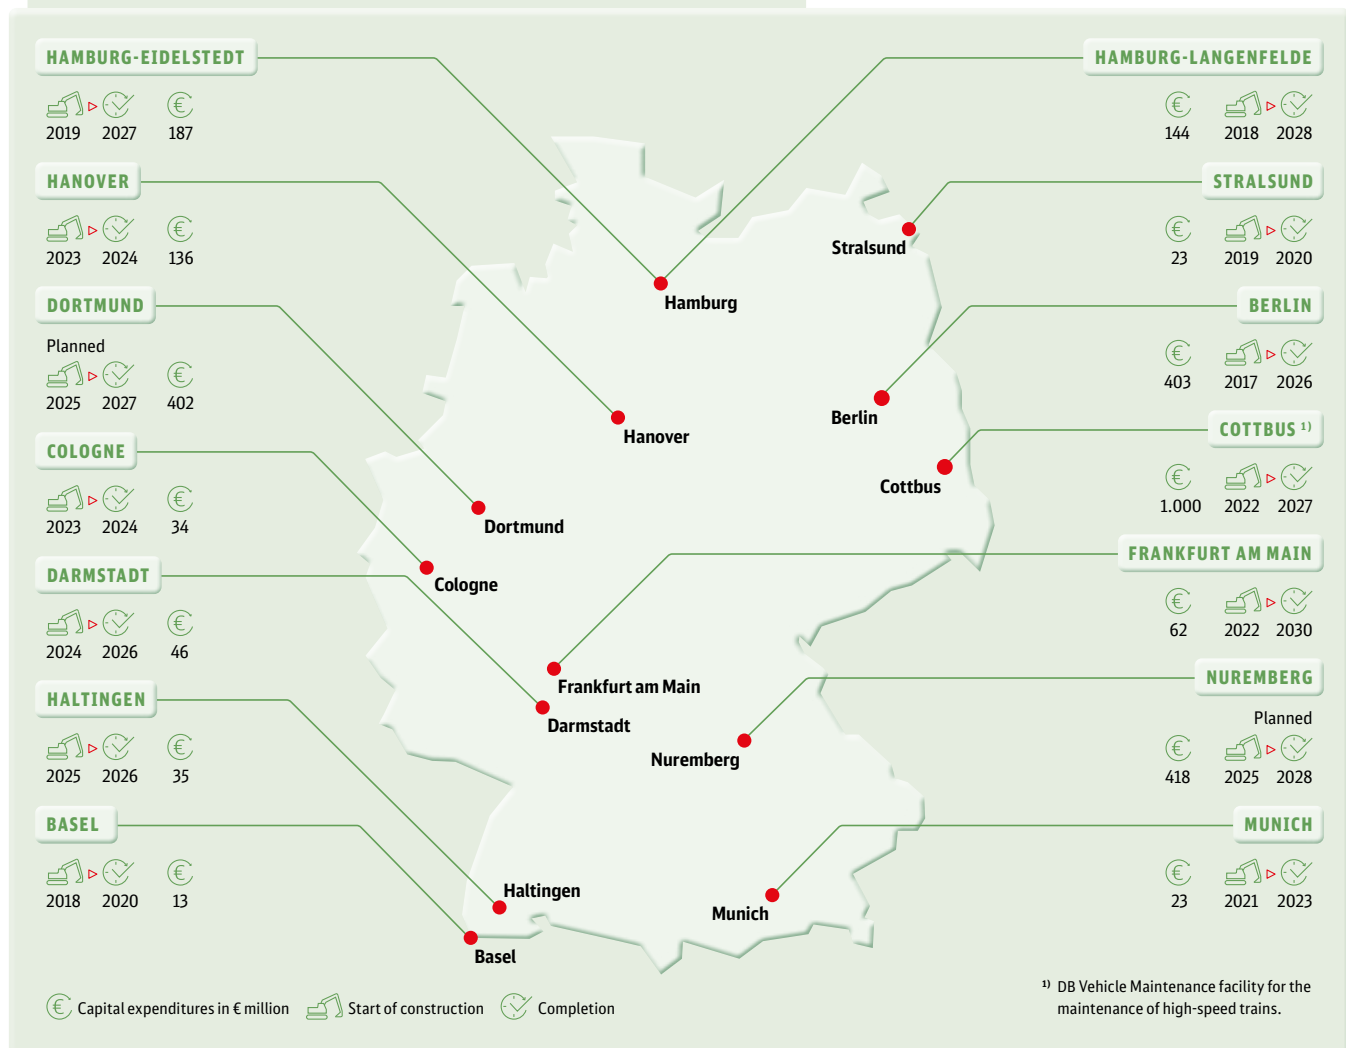 HAMBURG-EIDELSTEDT
2019 2027 187
HANOVER
2023 2024 136
DORTMUND
Planned
2025 2027 402
COLOGNE
2023 2024 34
DARMSTADT
2024 2026 46
HALTINGEN
2025 2026 35
BASEL
2018 2020 13
Hamburg
Stralsund
Hanover
Berlin
Cottbus
Dortmund
Cologne
Frankfurt am Main
Darmstadt
Nuremberg
Haltingen
Munich
Basel
HAMBURG-LANGENFELDE
144 2018 2028
STRALSUND
23 2019 2020
BERLIN
403 2017 2026
COTTBUS 1)
1.000 2022 2027
FRANKFURT AM MAIN
62 2022 2030
NUREMBERG
Planned
418 2025 2028
MUNICH
23 2021 2023
€ Capital expenditures in € million Start of construction Completion
1) DB Vehicle Maintenance facility for the
maintenance of high-speed trains.